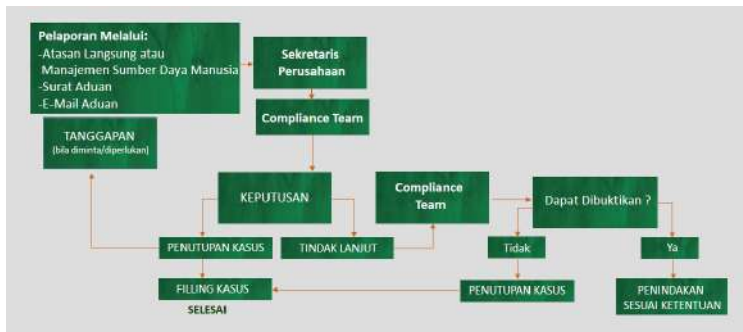 Pelaporan Melalui:
-Atasan Langsung atau
Manajemen Sumber Daya Manusia
-Surat Aduan
-E-Mail Aduan
Sekretaris
Perusahaan
Compliance Team
TANGGAPAN
(bila diminta/diperlukan)
KEPUTUSAN
Compliance
Team
Dapat Dibuktikan ?
PENUTUPAN KASUS
TINDAK LANJUT
Tidak
Ya
FILLING KASUS
SELESAI
PENUTUPAN KASUS
PENINDAKAN
SESUAI KETENTUAN